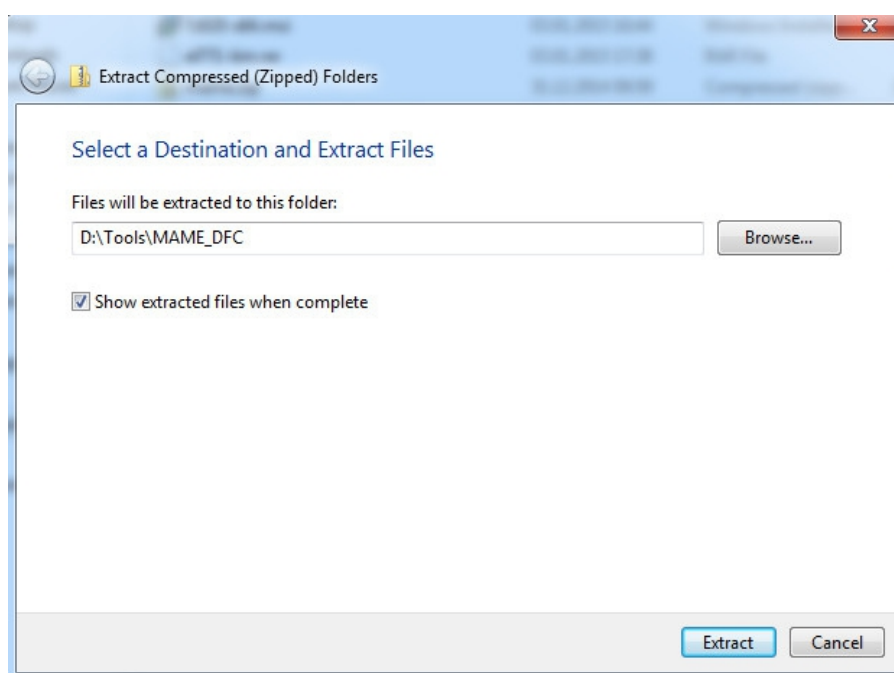 Extract Compressed (Zipped) Folders
Select a Destination and Extract Files
Files will be extracted to this folder:
D:\Tools\MAME_DFC
Browse...
Show extracted files when complete
Extract
Cancel